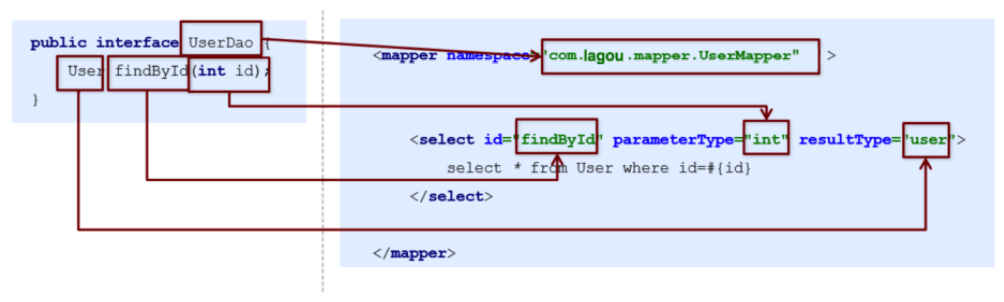 public interface UserDao {
User findById(int id);
}
<mapper namespace="com.lagou.mapper.UserMapper" >
<select id="findById" parameterType="int" resultType="user">
select * from User where id=#{id}
</select>
</mapper>